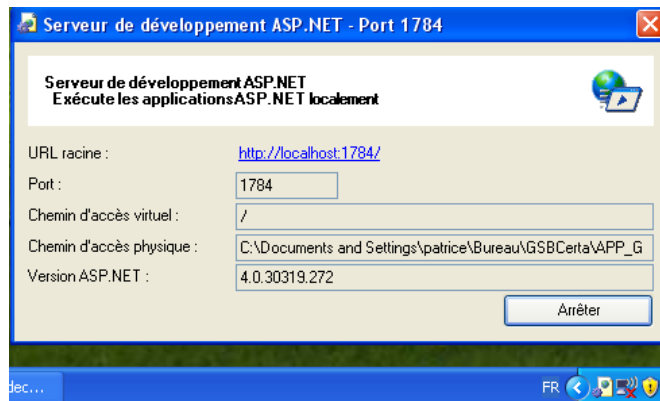 Serveur de développement ASP.NET - Port 1784
Serveur de développement ASP.NET
Exécute les applications ASP.NET localement
URL racine : http://localhost:1784/
Port : 1784
Chemin d'accès virtuel : /
Chemin d'accès physique : C:\Documents and Settings\patrice\Bureau\GSBCerta\APP_G
Version ASP.NET : 4.0.30319.272
Arrêter
dec... FR